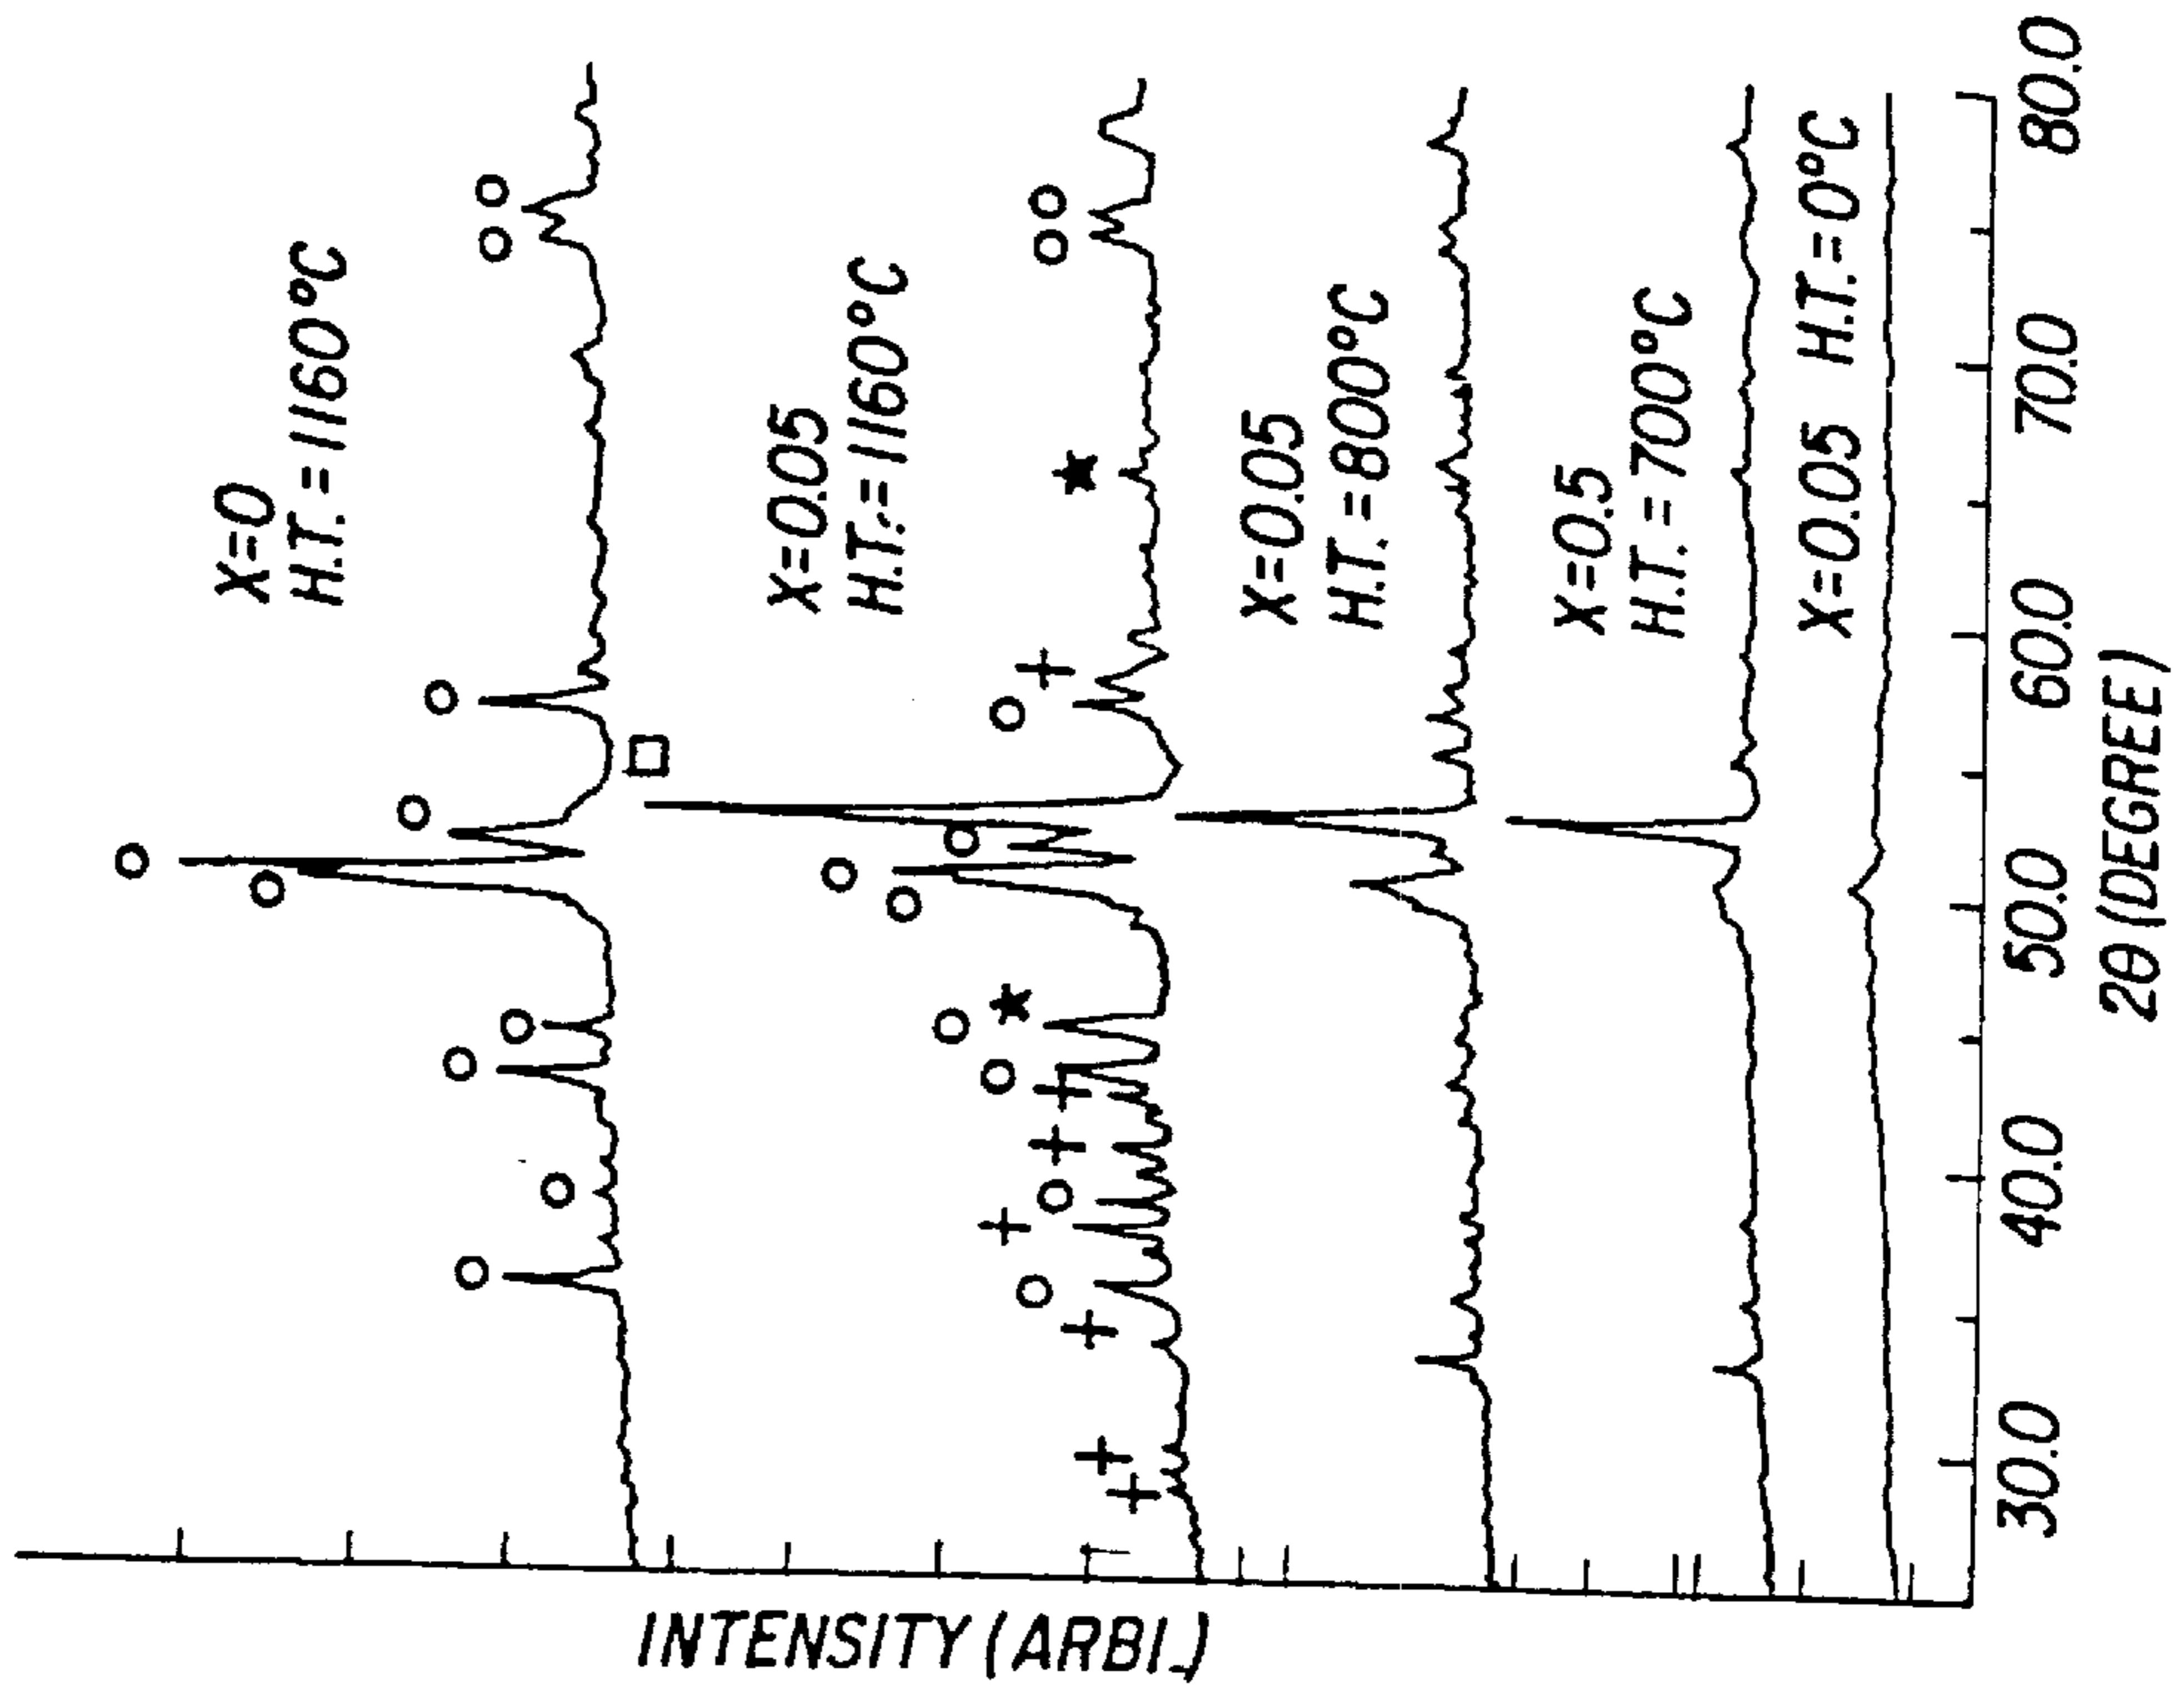 X=0
H.T.=1160°C
X=0.05
H.T.=1160°C
X=0.05
H.T.=800°C
X=0.5
H.T.=700°C
X=0.05 H.T.=0°C
30.0 40.0 50.0 60.0 70.0 80.0
2θ (DEGREE)
INTENSITY (ARBI.)